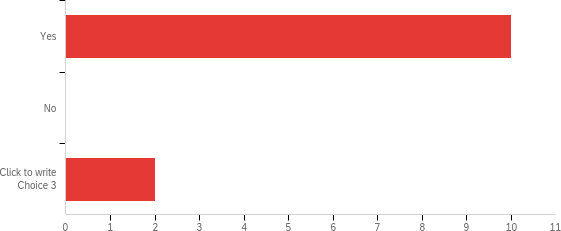 Yes
No
Click to write
Choice 3
0 1 2 3 4 5 6 7 8 9 10 11